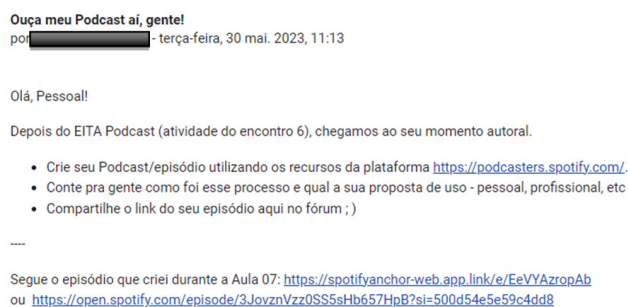 Ouça meu Podcast aí, gente!
por - terça-feira, 30 mai. 2023, 11:13
Olá, Pessoal!
Depois do EITA Podcast (atividade do encontro 6), chegamos ao seu momento autoral.
• Crie seu Podcast/episódio utilizando os recursos da plataforma https://podcasters.spotify.com/.
• Conte pra gente como foi esse processo e qual a sua proposta de uso - pessoal, profissional, etc
• Compartilhe o link do seu episódio aqui no fórum ; )
----
Segue o episódio que criei durante a Aula 07: https://spotifyanchor-web.app.link/e/EeVYAzropAb
ou https://open.spotify.com/episode/3JovznVzz0SS5sHb657HpB?si=500d54e5e59c4dd8